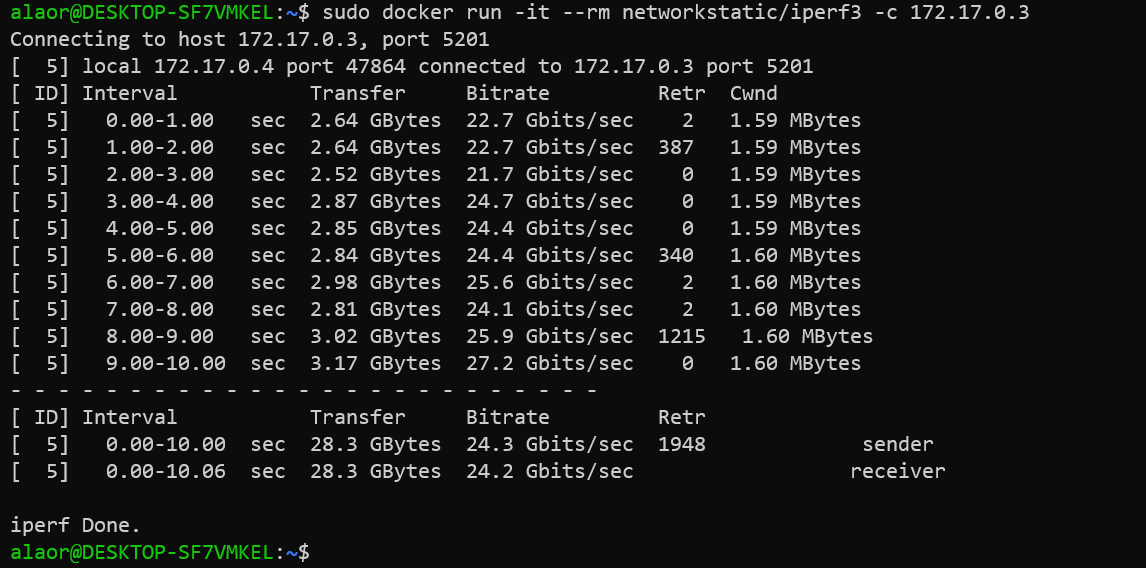 alaor@DESKTOP-SF7VMKEL:~$ sudo docker run -it --rm networkstatic/iperf3 -c 172.17.0.3
Connecting to host 172.17.0.3, port 5201
[  5] local 172.17.0.4 port 47864 connected to 172.17.0.3 port 5201
[ ID] Interval           Transfer     Bitrate         Retr  Cwnd
[  5]   0.00-1.00   sec  2.64 GBytes  22.7 Gbits/sec    2   1.59 MBytes
[  5]   1.00-2.00   sec  2.64 GBytes  22.7 Gbits/sec  387   1.59 MBytes
[  5]   2.00-3.00   sec  2.52 GBytes  21.7 Gbits/sec    0   1.59 MBytes
[  5]   3.00-4.00   sec  2.87 GBytes  24.7 Gbits/sec    0   1.59 MBytes
[  5]   4.00-5.00   sec  2.85 GBytes  24.4 Gbits/sec    0   1.59 MBytes
[  5]   5.00-6.00   sec  2.84 GBytes  24.4 Gbits/sec  340   1.60 MBytes
[  5]   6.00-7.00   sec  2.98 GBytes  25.6 Gbits/sec    2   1.60 MBytes
[  5]   7.00-8.00   sec  2.81 GBytes  24.1 Gbits/sec    2   1.60 MBytes
[  5]   8.00-9.00   sec  3.02 GBytes  25.9 Gbits/sec  1215   1.60 MBytes
[  5]   9.00-10.00  sec  3.17 GBytes  27.2 Gbits/sec    0   1.60 MBytes
- - - - - - - - - - - - - - - - - - - - - - - - -
[ ID] Interval           Transfer     Bitrate         Retr
[  5]   0.00-10.00  sec  28.3 GBytes  24.3 Gbits/sec  1948             sender
[  5]   0.00-10.06  sec  28.3 GBytes  24.2 Gbits/sec                  receiver
iperf Done.
alaor@DESKTOP-SF7VMKEL:~$